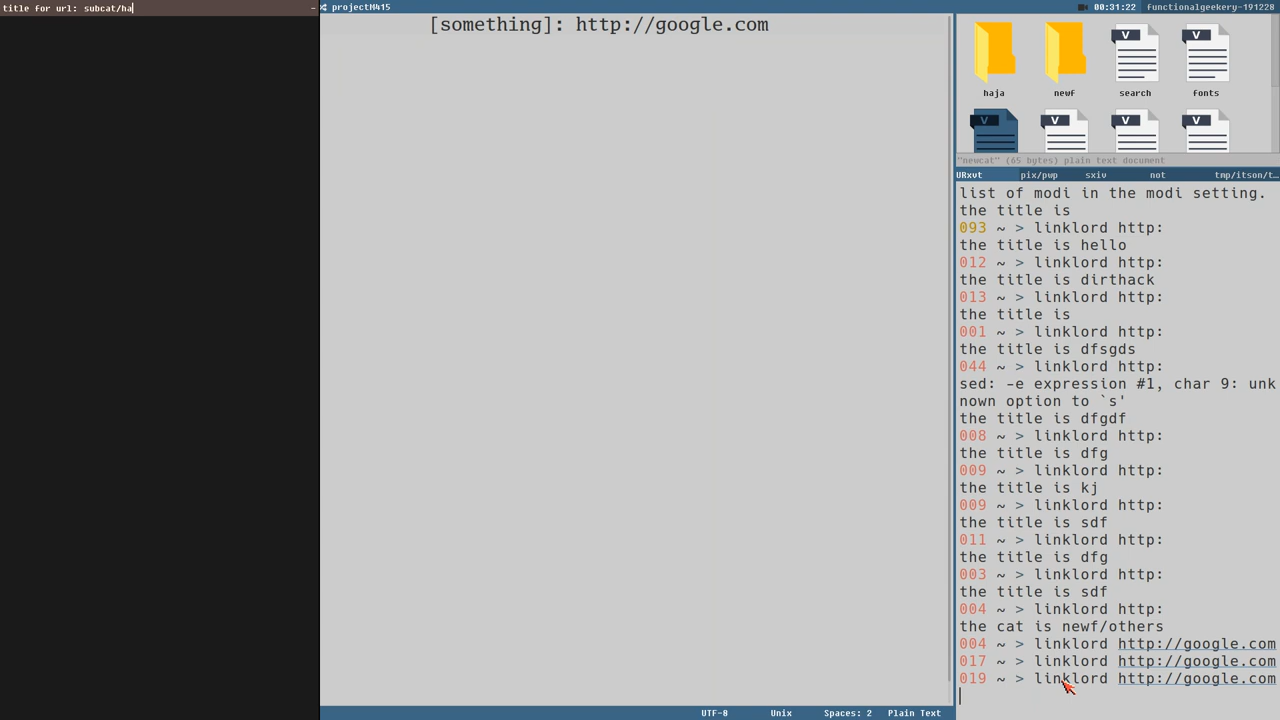 title for url: subcat/ha
-
projectM415
00:31:22
functionalgeekery-191228
[something]: http://google.com
haja
newf
search
fonts
"newcat" (65 bytes) plain text document
URxvt
pix/pwp
sxiv
not
tmp/itson/t…
list of modi in the modi setting.
the title is
093 ~ > linklord http:
the title is hello
012 ~ > linklord http:
the title is dirthack
013 ~ > linklord http:
the title is
001 ~ > linklord http:
the title is dfsgds
044 ~ > linklord http:
sed: -e expression #1, char 9: unk
nown option to `s'
the title is dfgdf
008 ~ > linklord http:
the title is dfg
009 ~ > linklord http:
the title is kj
009 ~ > linklord http:
the title is sdf
011 ~ > linklord http:
the title is dfg
003 ~ > linklord http:
the title is sdf
004 ~ > linklord http:
the cat is newf/others
004 ~ > linklord http://google.com
017 ~ > linklord http://google.com
019 ~ > linklord http://google.com
UTF-8
Unix
Spaces: 2
Plain Text